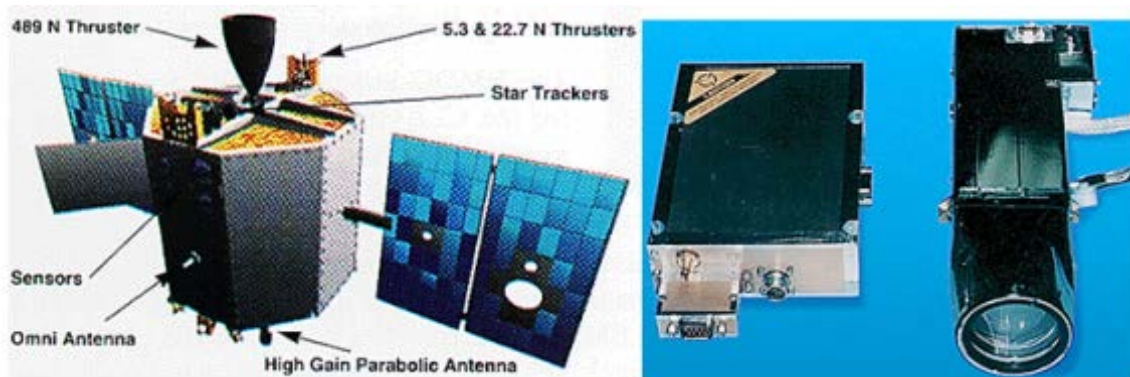 489 N Thruster
5.3 & 22.7 N Thrusters
Star Trackers
Sensors
Omni Antenna
High Gain Parabolic Antenna